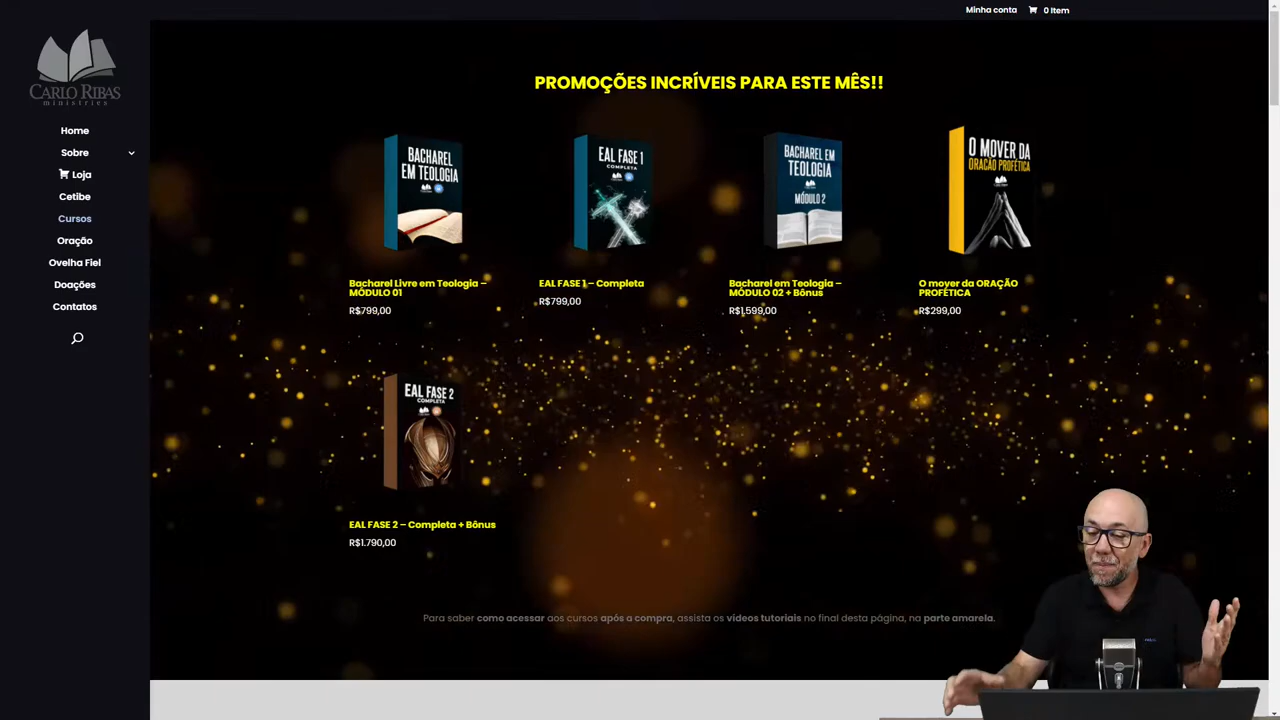 Minha conta
0 Item
CARLO RIBAS
ministries
Home
Sobre
Loja
Cetibe
Cursos
Oração
Ovelha Fiel
Doações
Contatos
PROMOÇÕES INCRÍVEIS PARA ESTE MÊS!!
BACHAREL
EM TEOLOGIA
EAL FASE 1
COMPLETA
BACHAREL EM
TEOLOGIA
MÓDULO 2
O MOVER DA
ORAÇÃO PROFÉTICA
Bacharel Livre em Teologia –
MÓDULO 01
R$799,00
EAL FASE 1 – Completa
R$799,00
Bacharel em Teologia –
MÓDULO 02 + Bônus
R$1.599,00
O mover da ORAÇÃO
PROFÉTICA
R$299,00
EAL FASE 2
COMPLETA
EAL FASE 2 – Completa + Bônus
R$1.790,00
Para saber como acessar aos cursos após a compra, assista os vídeos tutoriais no final desta página, na parte amarela.